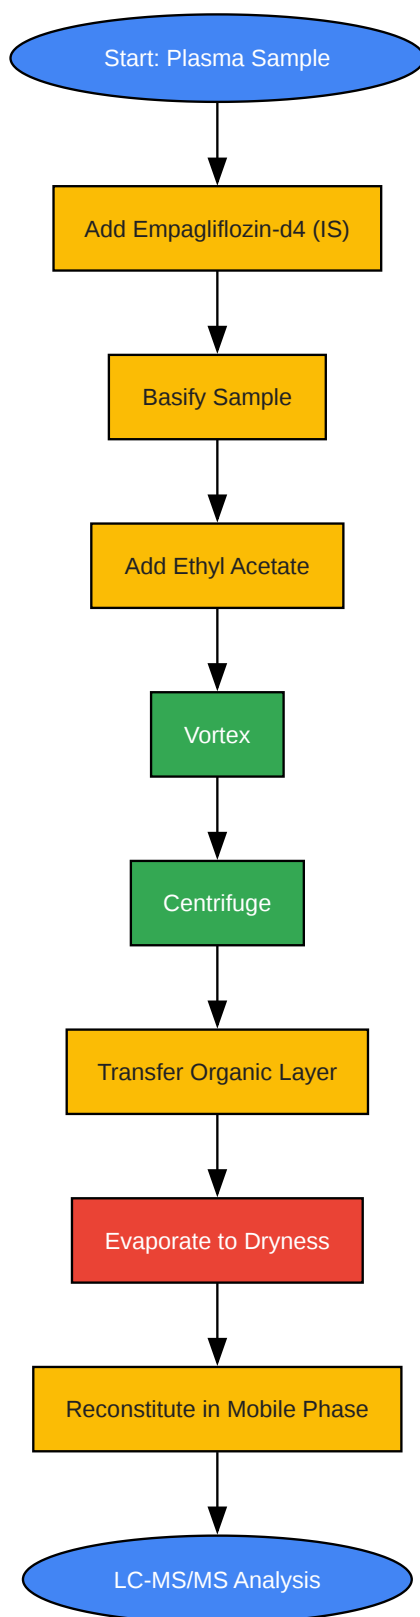 Start: Plasma Sample
Add Empagliflozin-d4 (IS)
Basify Sample
Add Ethyl Acetate
Vortex
Centrifuge
Transfer Organic Layer
Evaporate to Dryness
Reconstitute in Mobile Phase
LC-MS/MS Analysis